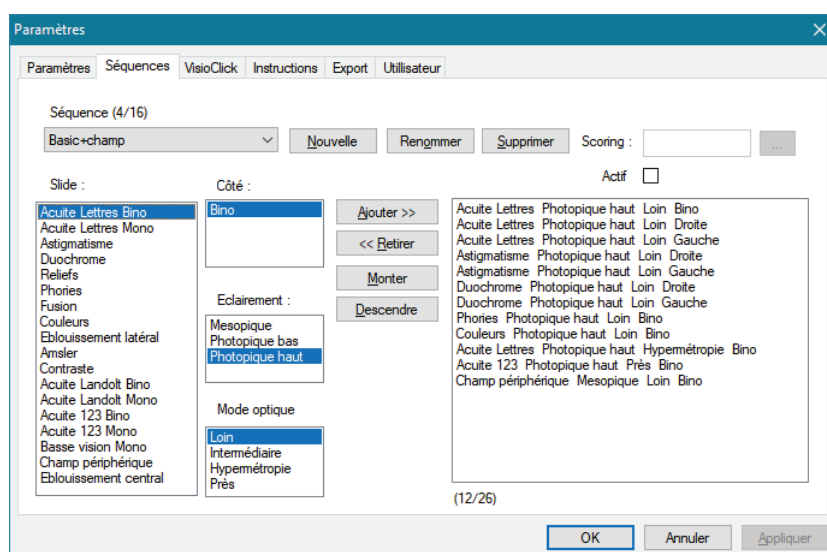 Paramètres
Paramètres Séquences VisioClick Instructions Export Utilisateur
Séquence (4/16)
Basic+champ Nouvelle Renommer Supprimer Scoring : ...
Actif
Slide :
Acuite Lettres Bino
Acuite Lettres Mono
Astigmatisme
Duochrome
Reliefs
Phories
Fusion
Couleurs
Eblouissement latéral
Amsler
Contraste
Acuite Landolt Bino
Acuite Landolt Mono
Acuite 123 Bino
Acuite 123 Mono
Basse vision Mono
Champ périphérique
Eblouissement central
Côté :
Bino
Eclairement :
Mesopique
Photopique bas
Photopique haut
Mode optique
Loin
Intermédiaire
Hypermétropie
Près
Ajouter >>
<< Retirer
Monter
Descendre
Acuite Lettres Photopique haut Loin Bino
Acuite Lettres Photopique haut Loin Droite
Acuite Lettres Photopique haut Loin Gauche
Astigmatisme Photopique haut Loin Droite
Astigmatisme Photopique haut Loin Gauche
Duochrome Photopique haut Loin Droite
Duochrome Photopique haut Loin Gauche
Phories Photopique haut Loin Bino
Couleurs Photopique haut Loin Bino
Acuite Lettres Photopique haut Hypermétropie Bino
Acuite 123 Photopique haut Près Bino
Champ périphérique Mesopique Loin Bino
(12/26)
OK Annuler Appliquer